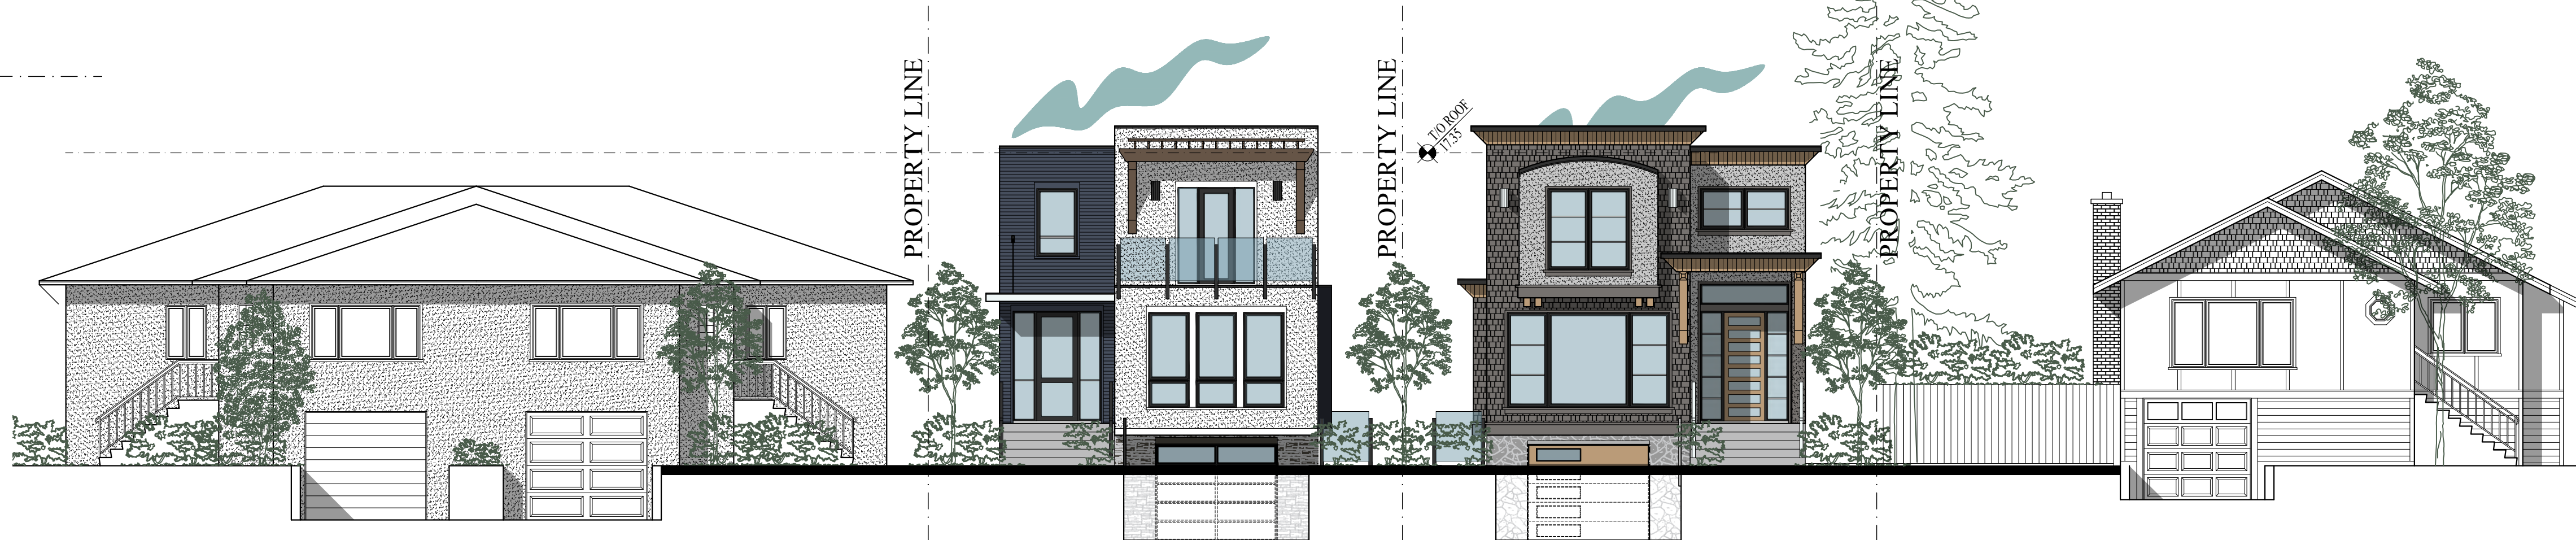 PROPERTY LINE
PROPERTY LINE
T/O ROOF
17.35
PROPERTY LINE